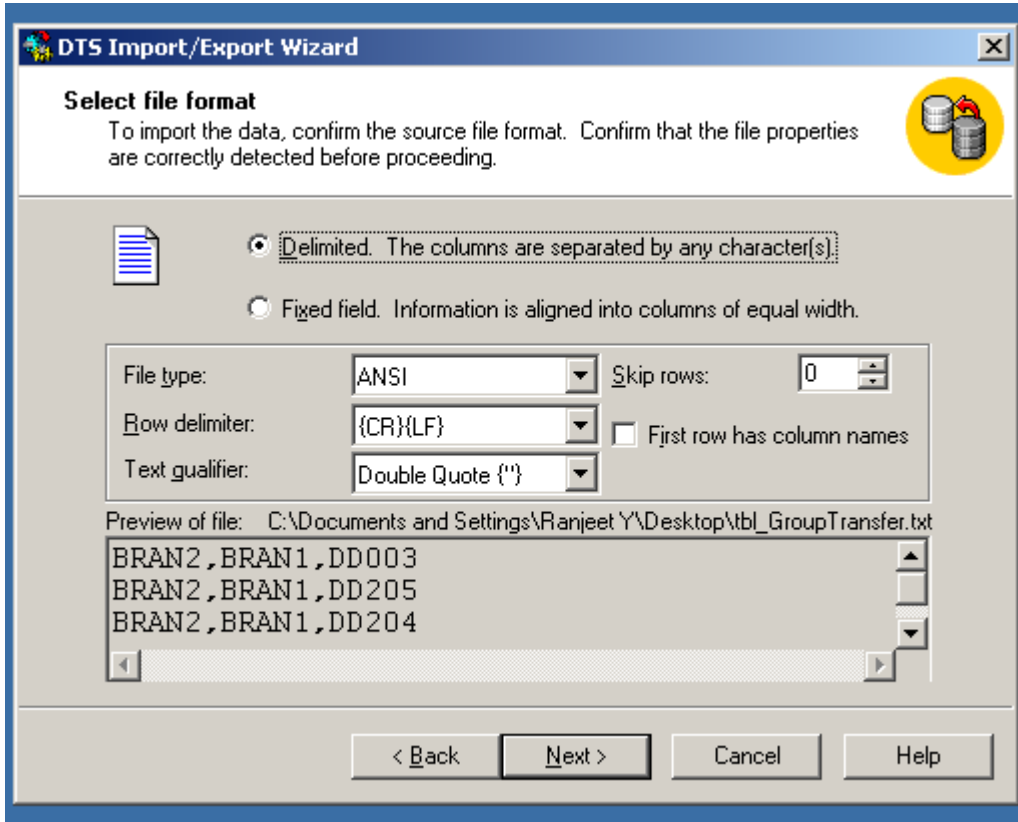 DTS Import/Export Wizard
Select file format
To import the data, confirm the source file format. Confirm that the file properties
are correctly detected before proceeding.
Delimited. The columns are separated by any character(s).
Fixed field. Information is aligned into columns of equal width.
File type: ANSI Skip rows: 0
Row delimiter: {CR}{LF} First row has column names
Text qualifier: Double Quote {"}
Preview of file: C:\Documents and Settings\Ranjeet Y\Desktop\tbl_GroupTransfer.txt
BRAN2,BRAN1,DD003
BRAN2,BRAN1,DD205
BRAN2,BRAN1,DD204
< Back Next > Cancel Help